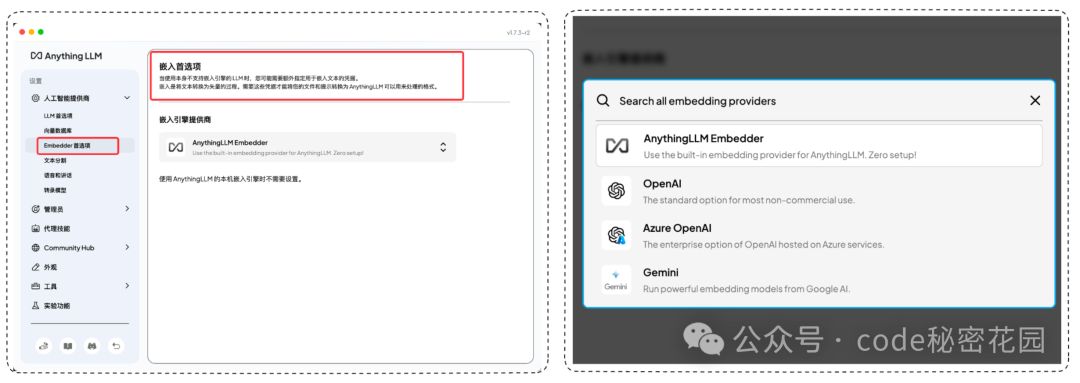 v1.7.3-r2
Anything LLM
设置
人工智能提供商
LLM 首选项
向量数据库
Embedder 首选项
文本分割
语音和讲话
转录模型
管理员
代理技能
Community Hub
外观
工具
实验功能
嵌入首选项
当使用本身不支持嵌入引擎的 LLM 时，您可能需要额外指定用于嵌入文本的凭据。
嵌入是将文本转换为矢量的过程。需要这些凭据才能将您的文件和提示转换为 AnythingLLM 可以用来处理的格式。
嵌入引擎提供商
AnythingLLM Embedder
Use the built-in embedding provider for AnythingLLM. Zero setup!
使用 AnythingLLM 的本机嵌入引擎时不需要设置。
Search all embedding providers
AnythingLLM Embedder
Use the built-in embedding provider for AnythingLLM. Zero setup!
OpenAI
The standard option for most non-commercial use.
Azure OpenAI
The enterprise option of OpenAI hosted on Azure services.
Gemini
Gemini
Run powerful embedding models from Google AI.
公众号 · code秘密花园